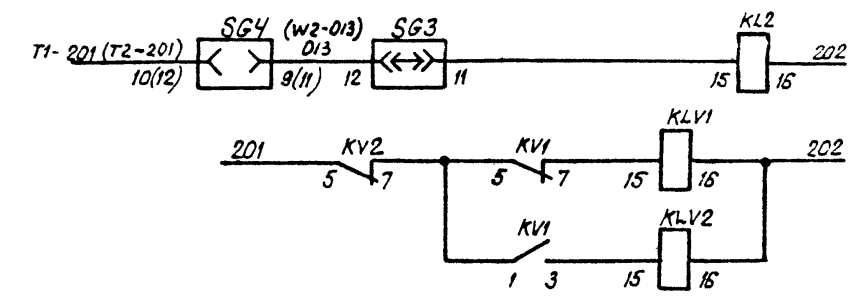 SG4 (W2-013) SG3 KL2
T1-201 (T2-201) 013 202
10(12) 9(11) 12 11 15 16
KLV1
201 KV2 KV1 202
5 7 5 7 15 16
KLV2
KV1
1 3 15 16